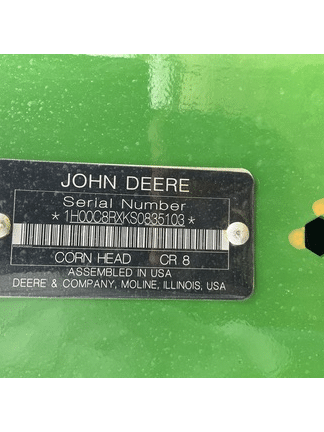 JOHN DEERE
Serial Number
*1H00C8RXKS0835103*
CORN HEAD CR 8
ASSEMBLED IN USA
DEERE & COMPANY, MOLINE, ILLINOIS, USA